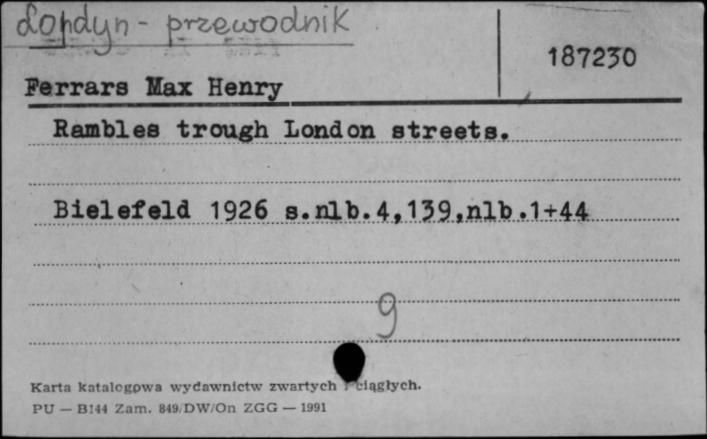 Londyn - przewodnik
187230
Ferrars Max Henry
Rambles trough London streets.
Bielefeld 1926 s.nlb.4,139,nlb.1+44
9
Karta katalogowa wydawnictw zwartych i ciągłych.
PU — B144 Zam. 849/DW/On ZGG — 1991